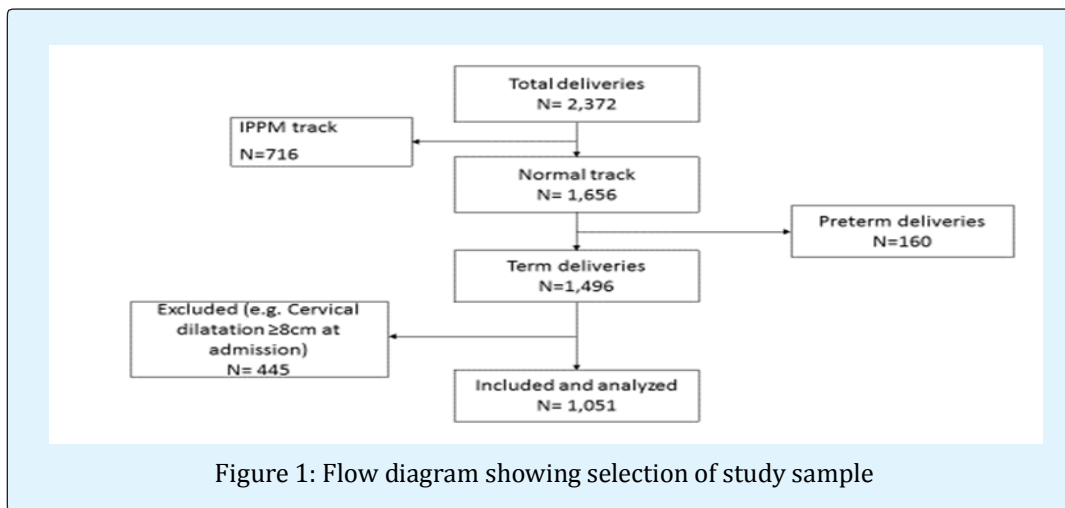 Total deliveries
N= 2,372
IPPM track
N=716
Normal track
N= 1,656
Preterm deliveries
N=160
Term deliveries
N=1,496
Excluded (e.g. Cervical
dilatation ≥8cm at
admission)
N= 445
Included and analyzed
N= 1,051
Figure 1: Flow diagram showing selection of study sample